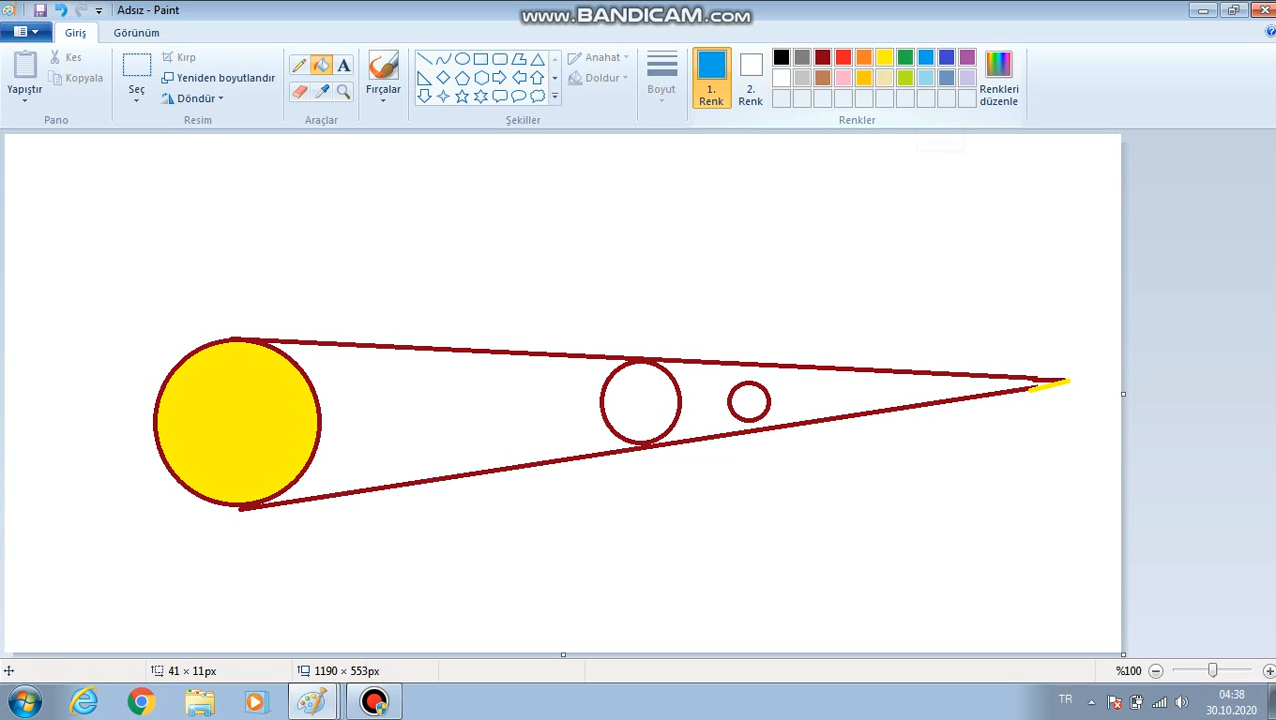 www.BANDICAM.com
Adsız - Paint
Giriş
Görünüm
Yapıştır
Kes
Kopyala
Pano
Seç
Kırp
Yeniden boyutlandır
Döndür
Resim
A
Araçlar
Fırçalar
Anahat
Doldur
Şekiller
Boyut
1.
Renk
2.
Renk
Renkleri
düzenle
Renkler
41 × 11px
1190 × 553px
%100
TR
04:38
30.10.2020